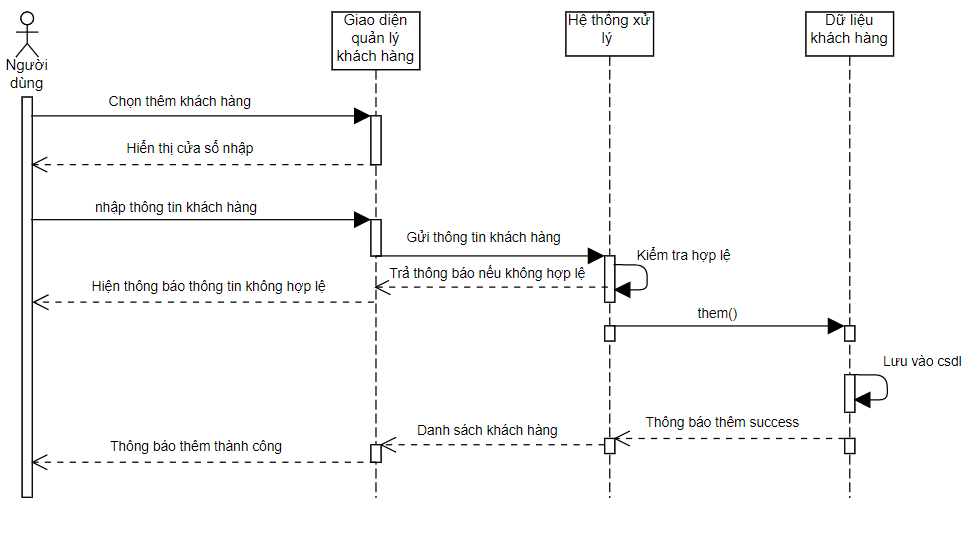 Người
dùng
Giao diện
quản lý
khách hàng
Hệ thống xử
lý
Dữ liệu
khách hàng
Chọn thêm khách hàng
Hiển thị cửa sổ nhập
nhập thông tin khách hàng
Gửi thông tin khách hàng
Kiểm tra hợp lệ
Trả thông báo nếu không hợp lệ
Hiện thông báo thông tin không hợp lệ
them()
Lưu vào csdl
Thông báo thêm success
Danh sách khách hàng
Thông báo thêm thành công